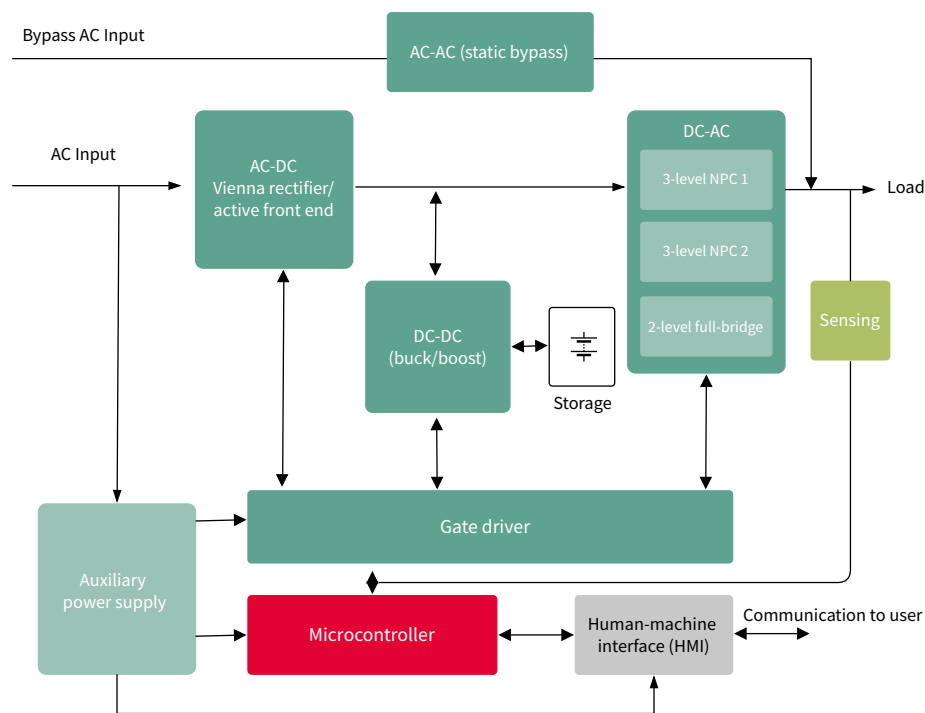 Bypass AC Input
AC-AC (static bypass)
AC Input
AC-DC
Vienna rectifier/
active front end
DC-AC
3-level NPC 1
3-level NPC 2
2-level full-bridge
Load
Sensing
DC-DC
(buck/boost)
Storage
Gate driver
Auxiliary
power supply
Microcontroller
Human-machine
interface (HMI)
Communication to user